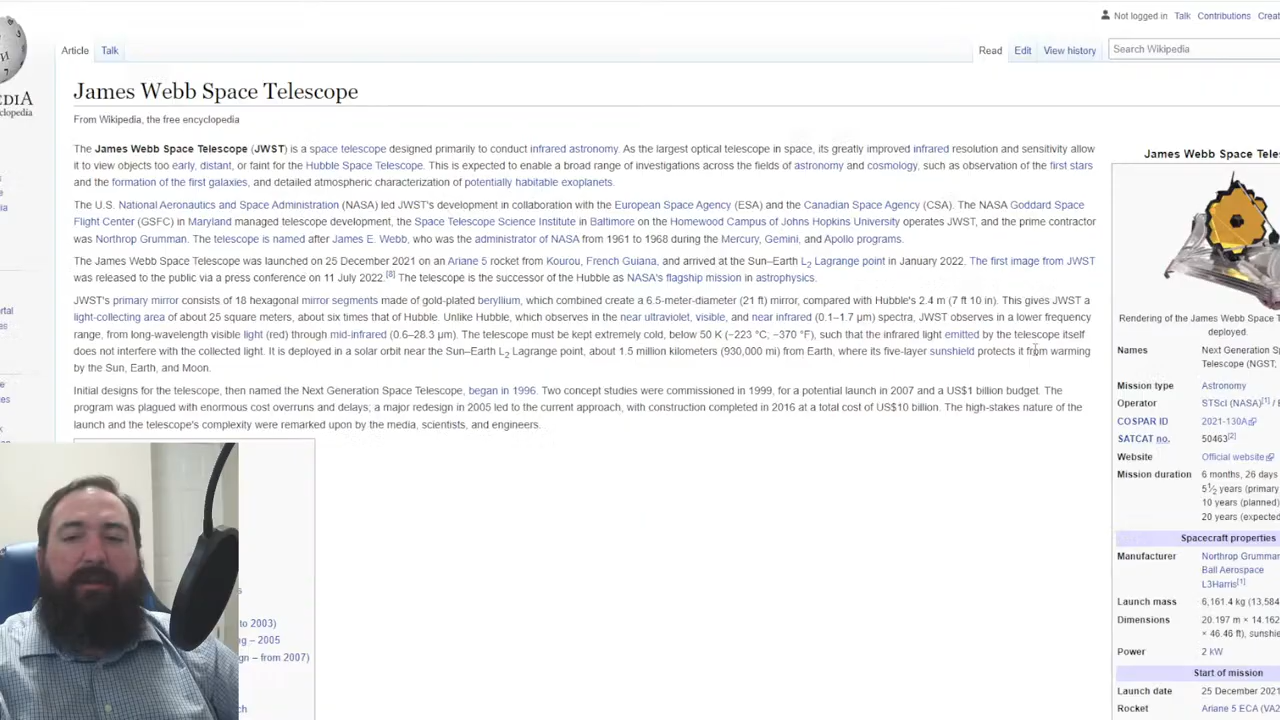 Not logged in Talk Contributions Creat
Article Talk Read Edit View history Search Wikipedia
James Webb Space Telescope
From Wikipedia, the free encyclopedia
The James Webb Space Telescope (JWST) is a space telescope designed primarily to conduct infrared astronomy. As the largest optical telescope in space, its greatly improved infrared resolution and sensitivity allow
it to view objects too early, distant, or faint for the Hubble Space Telescope. This is expected to enable a broad range of investigations across the fields of astronomy and cosmology, such as observation of the first stars
and the formation of the first galaxies, and detailed atmospheric characterization of potentially habitable exoplanets.
The U.S. National Aeronautics and Space Administration (NASA) led JWST's development in collaboration with the European Space Agency (ESA) and the Canadian Space Agency (CSA). The NASA Goddard Space
Flight Center (GSFC) in Maryland managed telescope development, the Space Telescope Science Institute in Baltimore on the Homewood Campus of Johns Hopkins University operates JWST, and the prime contractor
was Northrop Grumman. The telescope is named after James E. Webb, who was the administrator of NASA from 1961 to 1968 during the Mercury, Gemini, and Apollo programs.
The James Webb Space Telescope was launched on 25 December 2021 on an Ariane 5 rocket from Kourou, French Guiana, and arrived at the Sun–Earth L2 Lagrange point in January 2022. The first image from JWST
was released to the public via a press conference on 11 July 2022.[8] The telescope is the successor of the Hubble as NASA's flagship mission in astrophysics.
JWST's primary mirror consists of 18 hexagonal mirror segments made of gold-plated beryllium, which combined create a 6.5-meter-diameter (21 ft) mirror, compared with Hubble's 2.4 m (7 ft 10 in). This gives JWST a
light-collecting area of about 25 square meters, about six times that of Hubble. Unlike Hubble, which observes in the near ultraviolet, visible, and near infrared (0.1–1.7 μm) spectra, JWST observes in a lower frequency
range, from long-wavelength visible light (red) through mid-infrared (0.6–28.3 μm). The telescope must be kept extremely cold, below 50 K (−223 °C, −370 °F), such that the infrared light emitted by the telescope itself
does not interfere with the collected light. It is deployed in a solar orbit near the Sun–Earth L2 Lagrange point, about 1.5 million kilometers (930,000 mi) from Earth, where its five-layer sunshield protects it from warming
by the Sun, Earth, and Moon.
Initial designs for the telescope, then named the Next Generation Space Telescope, began in 1996. Two concept studies were commissioned in 1999, for a potential launch in 2007 and a US$1 billion budget. The
program was plagued with enormous cost overruns and delays; a major redesign in 2005 led to the current approach, with construction completed in 2016 at a total cost of US$10 billion. The high-stakes nature of the
launch and the telescope's complexity were remarked upon by the media, scientists, and engineers.
to 2003)
ng – 2005
gn – from 2007)
James Webb Space Teles
Rendering of the James Webb Space T
deployed.
Names Next Generation Spa
Telescope (NGST,
Mission type Astronomy
Operator STScI (NASA)[1] / E
COSPAR ID 2021-130A
SATCAT no. 50463[2]
Website Official website
Mission duration 6 months, 26 days
5 1⁄2 years (primary
10 years (planned)
20 years (expected
Spacecraft properties
Manufacturer Northrop Grumman
Ball Aerospace
L3Harris[1]
Launch mass 6,161.4 kg (13,584
Dimensions 20.197 m × 14.162
× 46.46 ft), sunshie
Power 2 kW
Start of mission
Launch date 25 December 2021
Rocket Ariane 5 ECA (VA2